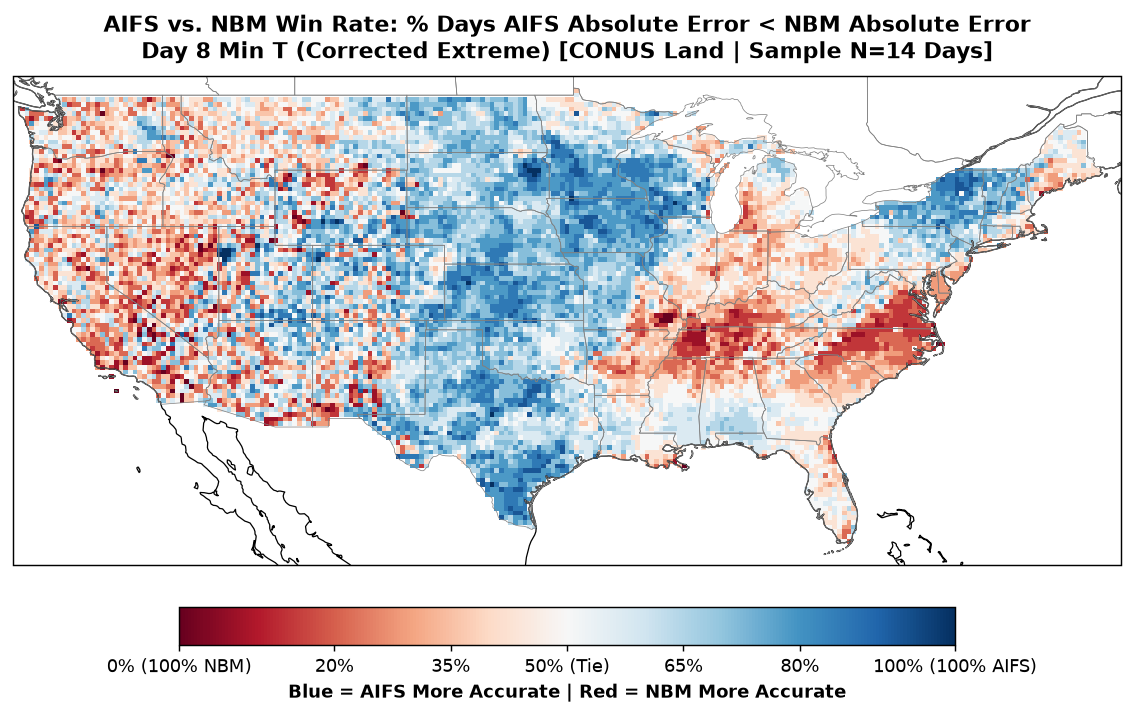 AIFS vs. NBM Win Rate: % Days AIFS Absolute Error < NBM Absolute Error
Day 8 Min T (Corrected Extreme) [CONUS Land | Sample N=14 Days]
0% (100% NBM) 20% 35% 50% (Tie) 65% 80% 100% (100% AIFS)
Blue = AIFS More Accurate | Red = NBM More Accurate